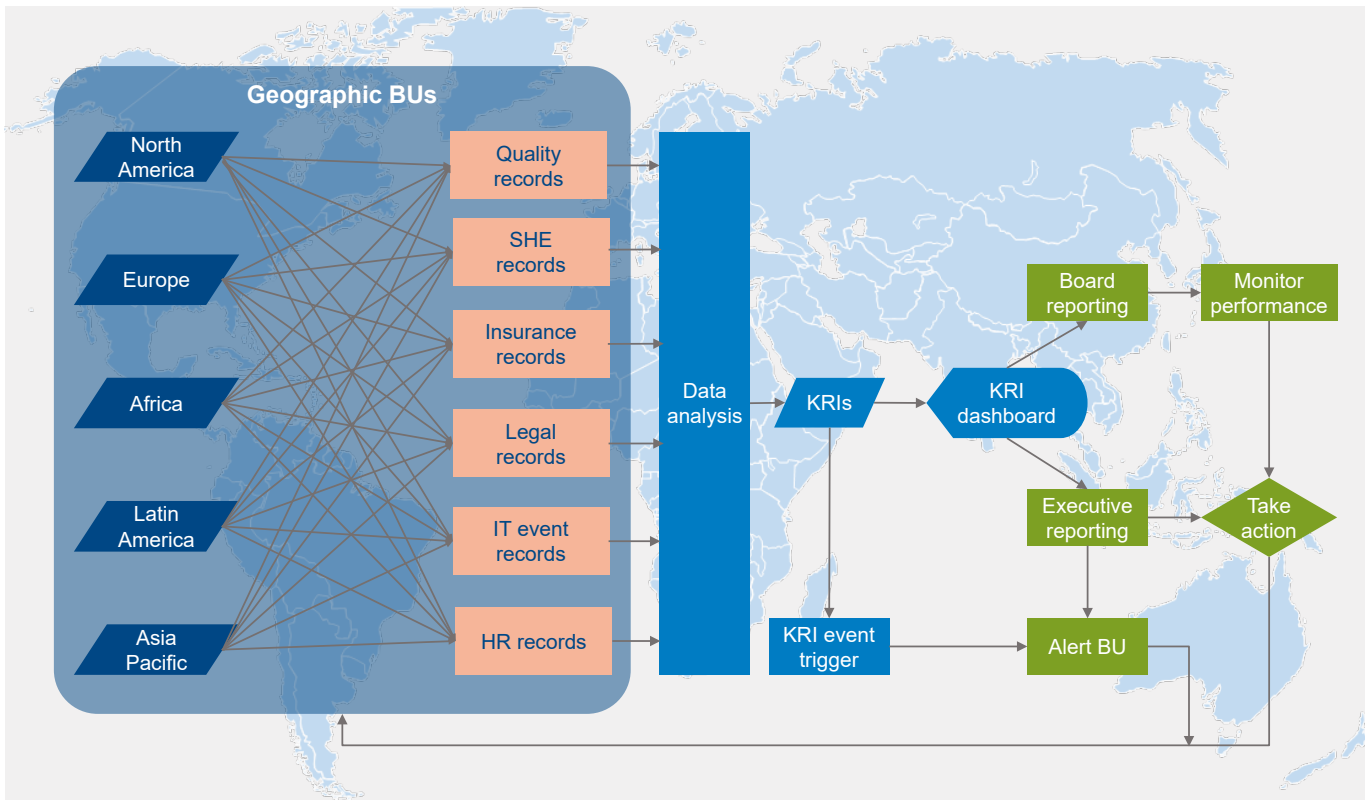 Geographic BUs
North
America
Europe
Africa
Latin
America
Asia
Pacific
Quality
records
SHE
records
Insurance
records
Legal
records
IT event
records
HR records
Data
analysis
KRIs
KRI event
trigger
KRI
dashboard
Board
reporting
Executive
reporting
Alert BU
Monitor
performance
Take
action